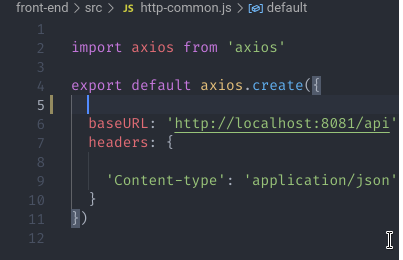 front-end > src > JS http-common.js > default
1
2 import axios from 'axios'
3
4 export default axios.create({
5
6 baseURL: 'http://localhost:8081/api'
7 headers: {
8
9 'Content-type': 'application/json'
10 }
11 })
12